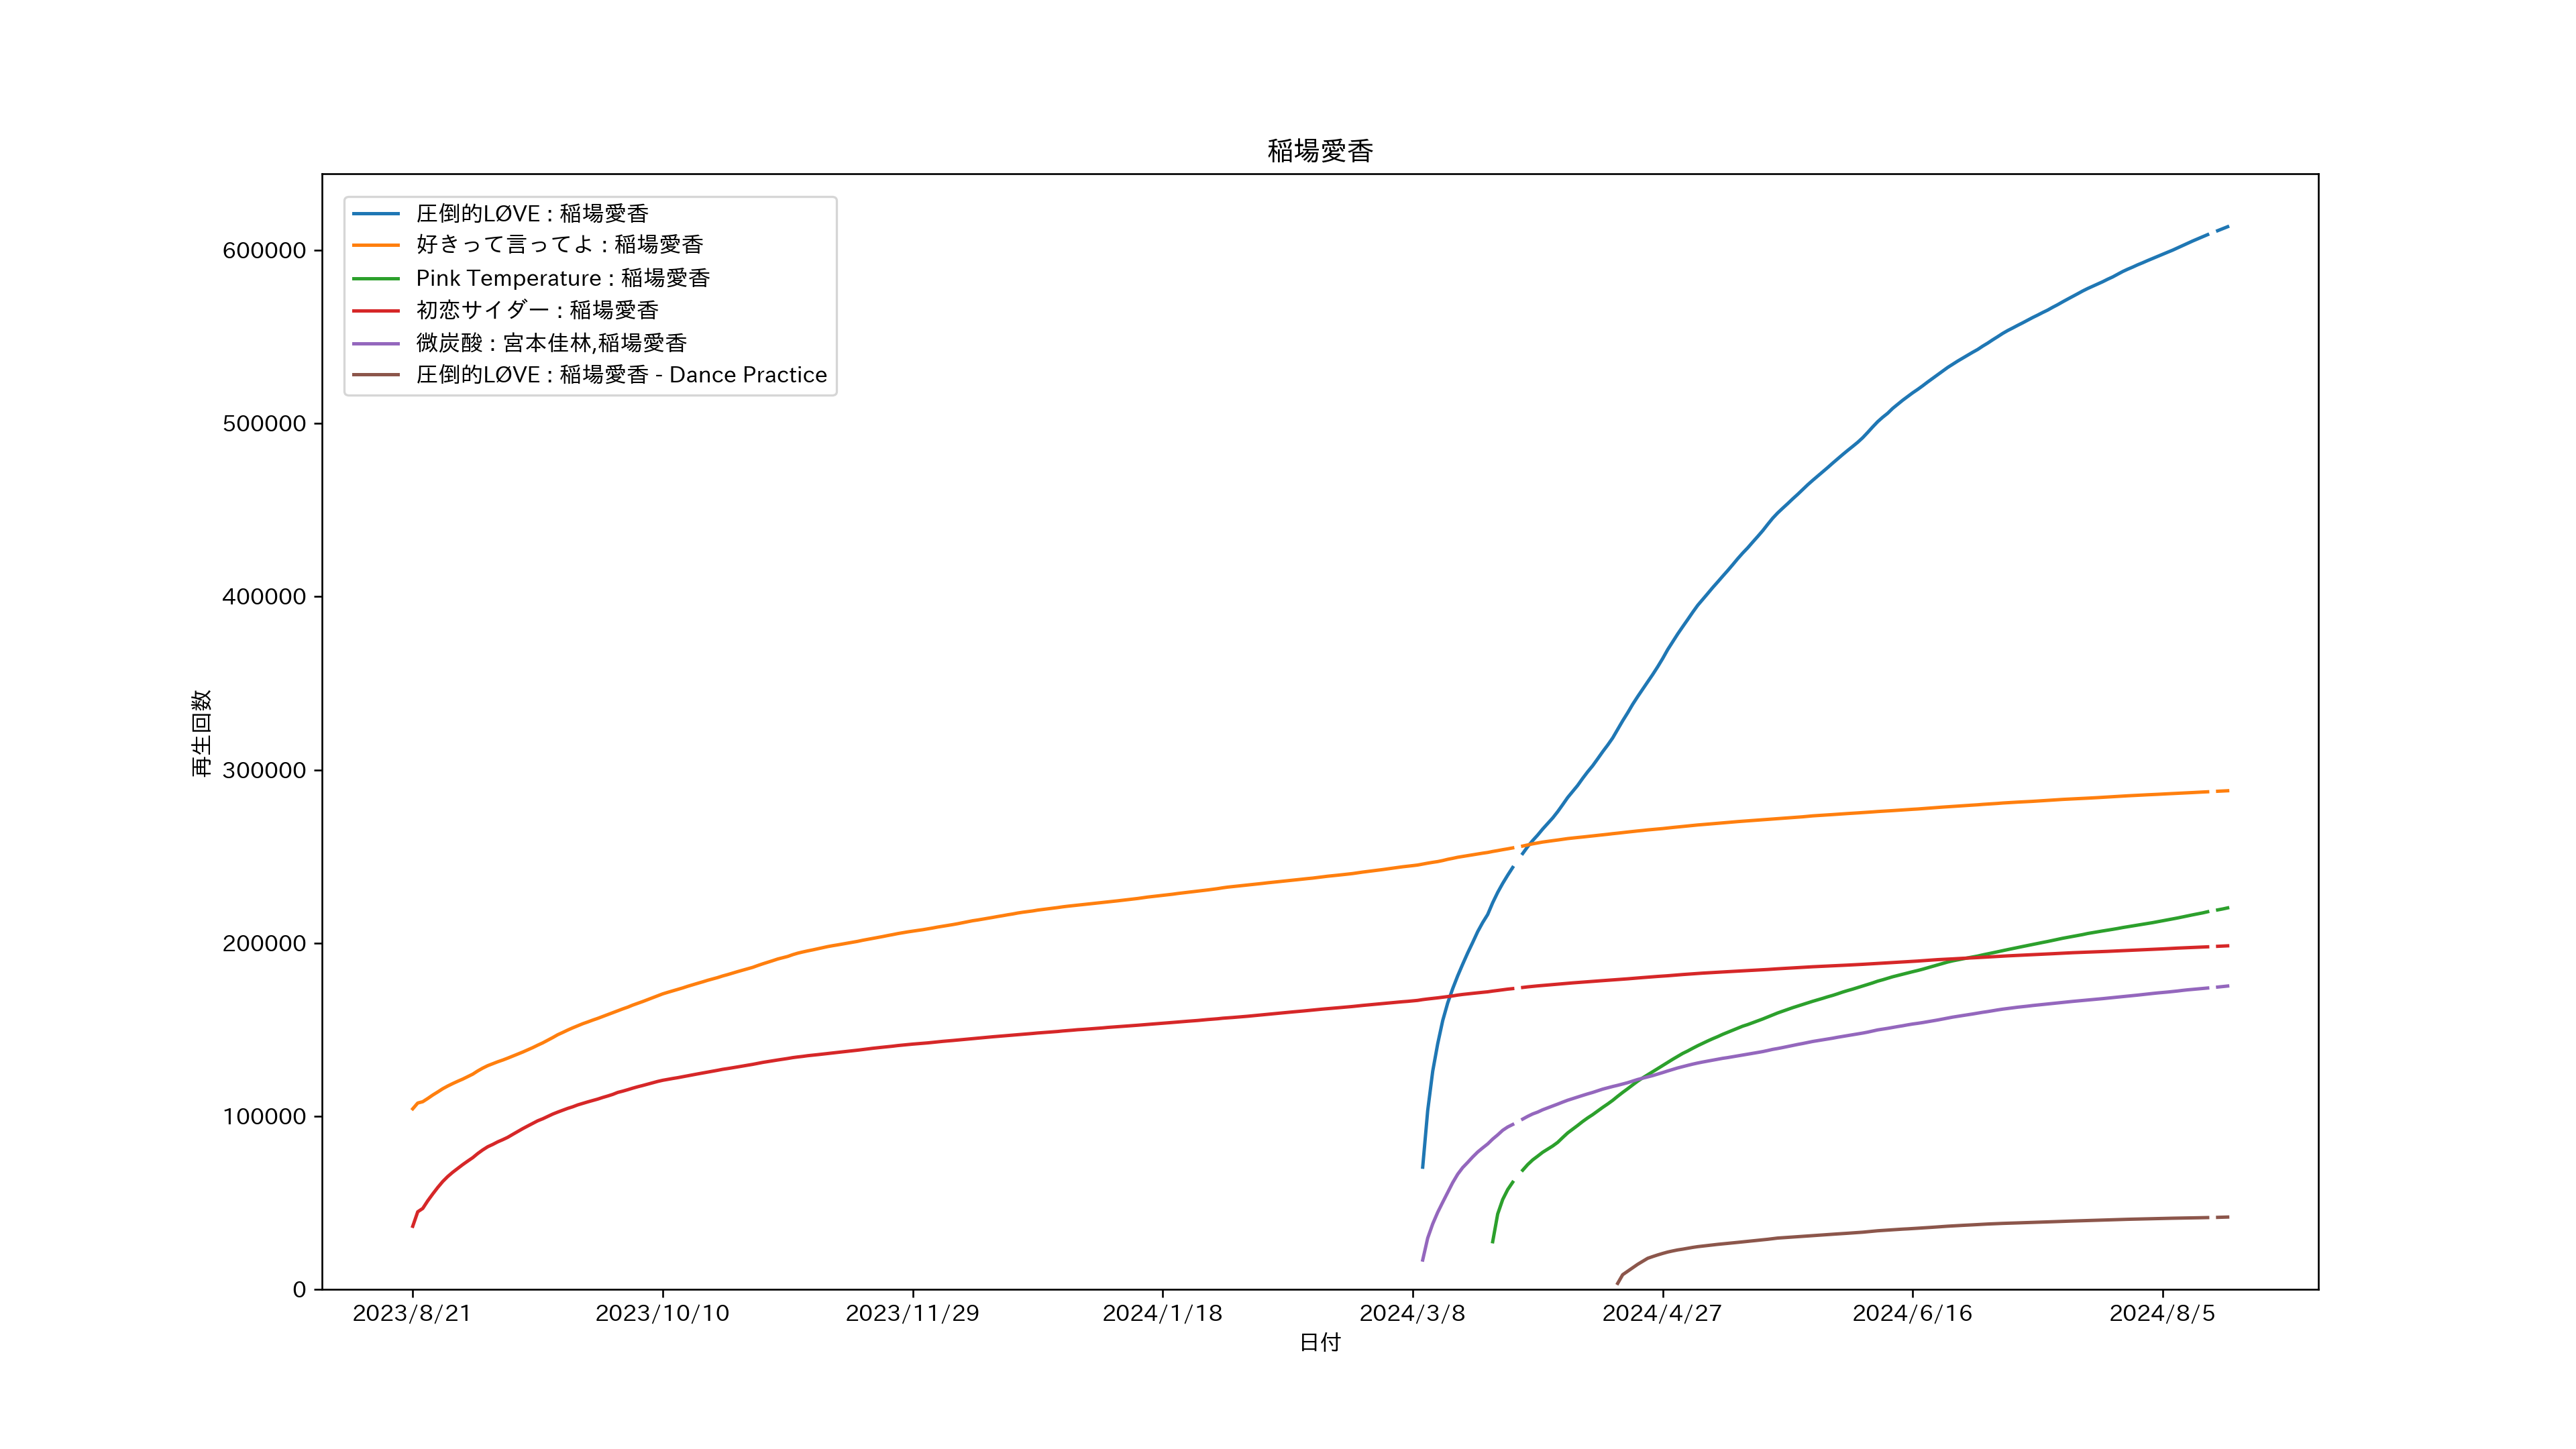 稲場愛香
圧倒的LØVE : 稲場愛香
好きって言ってよ : 稲場愛香
Pink Temperature : 稲場愛香
初恋サイダー : 稲場愛香
微炭酸 : 宮本佳林,稲場愛香
圧倒的LØVE : 稲場愛香 - Dance Practice
再生回数
600000
500000
400000
300000
200000
100000
0
2023/8/21 2023/10/10 2023/11/29 2024/1/18 2024/3/8 2024/4/27 2024/6/16 2024/8/5
日付